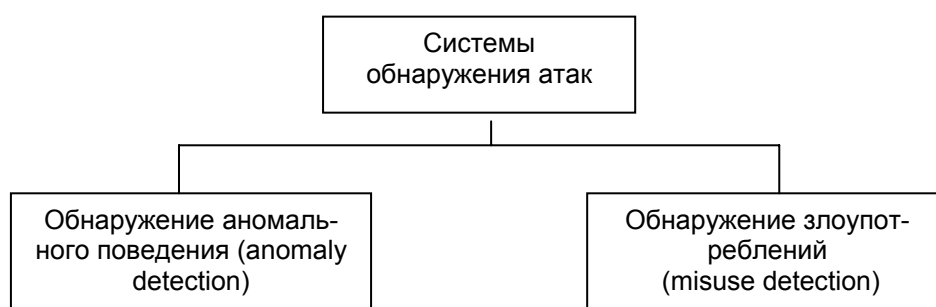 Системы
обнаружения атак
Обнаружение аномаль-
ного поведения (anomaly
detection)
Обнаружение злоупот-
реблений
(misuse detection)